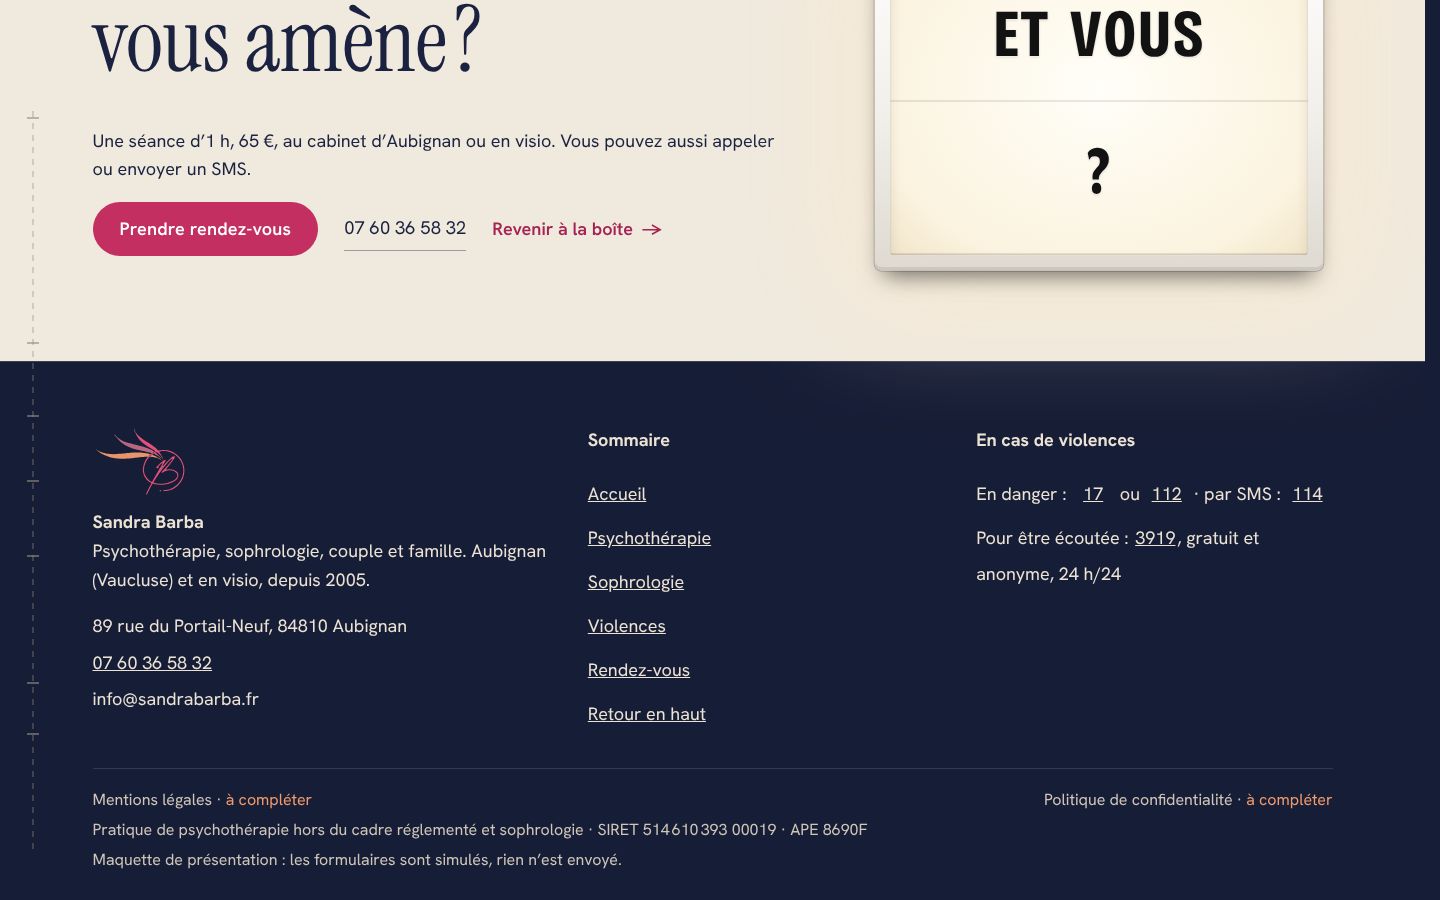 vous amène ?
Une séance d’1 h, 65 €, au cabinet d’Aubignan ou en visio. Vous pouvez aussi appeler
ou envoyer un SMS.
Prendre rendez-vous
07 60 36 58 32
Revenir à la boîte →
ET VOUS
?
Sandra Barba
Psychothérapie, sophrologie, couple et famille. Aubignan
(Vaucluse) et en visio, depuis 2005.
89 rue du Portail-Neuf, 84810 Aubignan
07 60 36 58 32
info@sandrabarba.fr
Sommaire
Accueil
Psychothérapie
Sophrologie
Violences
Rendez-vous
Retour en haut
En cas de violences
En danger : 17 ou 112 · par SMS : 114
Pour être écoutée : 3919, gratuit et
anonyme, 24 h/24
Mentions légales · à compléter
Politique de confidentialité · à compléter
Pratique de psychothérapie hors du cadre réglementé et sophrologie · SIRET 514 610 393 00019 · APE 8690F
Maquette de présentation : les formulaires sont simulés, rien n’est envoyé.